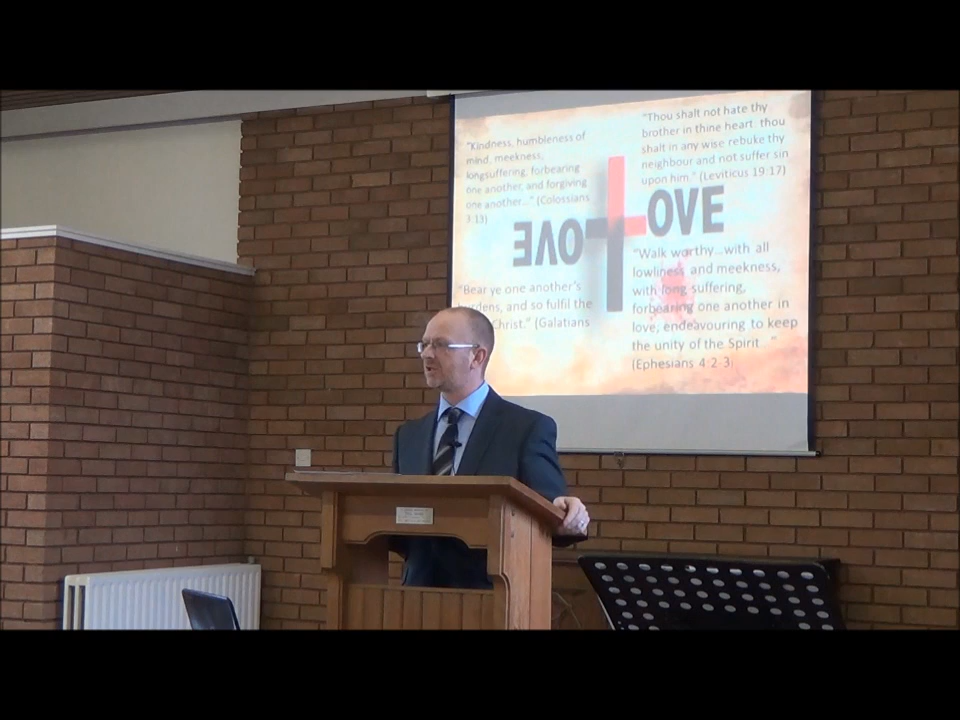 "Kindness, humbleness of
mind, meekness,
longsuffering, forbearing
one another, and forgiving
one another..." (Colossians
3:13)
"Thou shalt not hate thy
brother in thine heart: thou
shalt in any wise rebuke thy
neighbour and not suffer sin
upon him." (Leviticus 19:17)
LOVE LOVE
"Bear ye one another's
burdens, and so fulfil the
Christ." (Galatians
"Walk worthy...with all
lowliness and meekness,
with long suffering,
forbearing one another in
love, endeavouring to keep
the unity of the Spirit..."
(Ephesians 4:2-3)